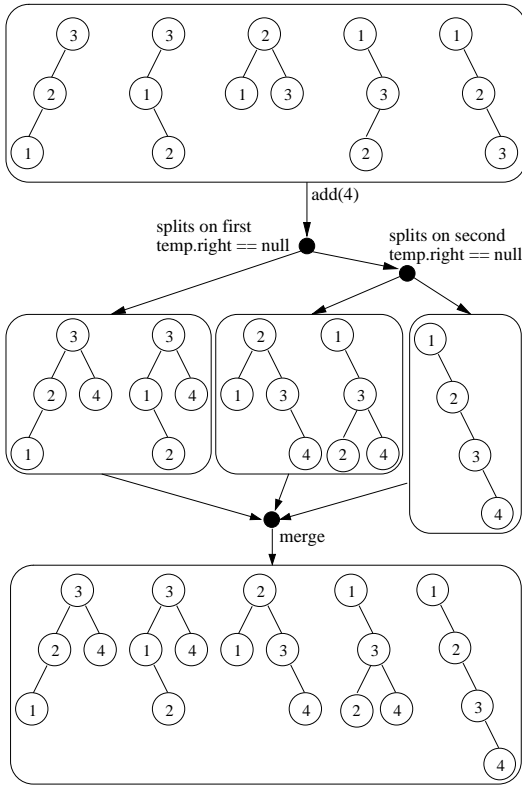 3 3 2 1 1
2 1 1 3 3 2
1 2 2 3
add(4)
splits on first
temp.right == null
splits on second
temp.right == null
3 3 2 1 1
2 4 1 4 1 3 3 2
1 2 4 2 4 3
4
merge
3 3 2 1 1
2 4 1 4 1 3 3 2
1 2 4 2 4 3
4